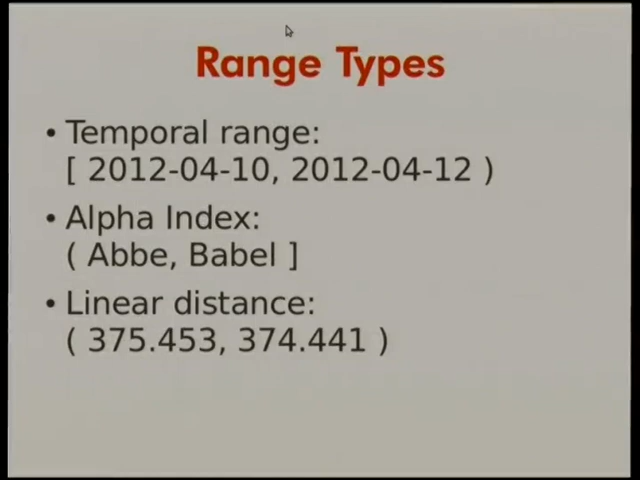 Range Types
• Temporal range:
[ 2012-04-10, 2012-04-12 )
• Alpha Index:
( Abbe, Babel ]
• Linear distance:
( 375.453, 374.441 )